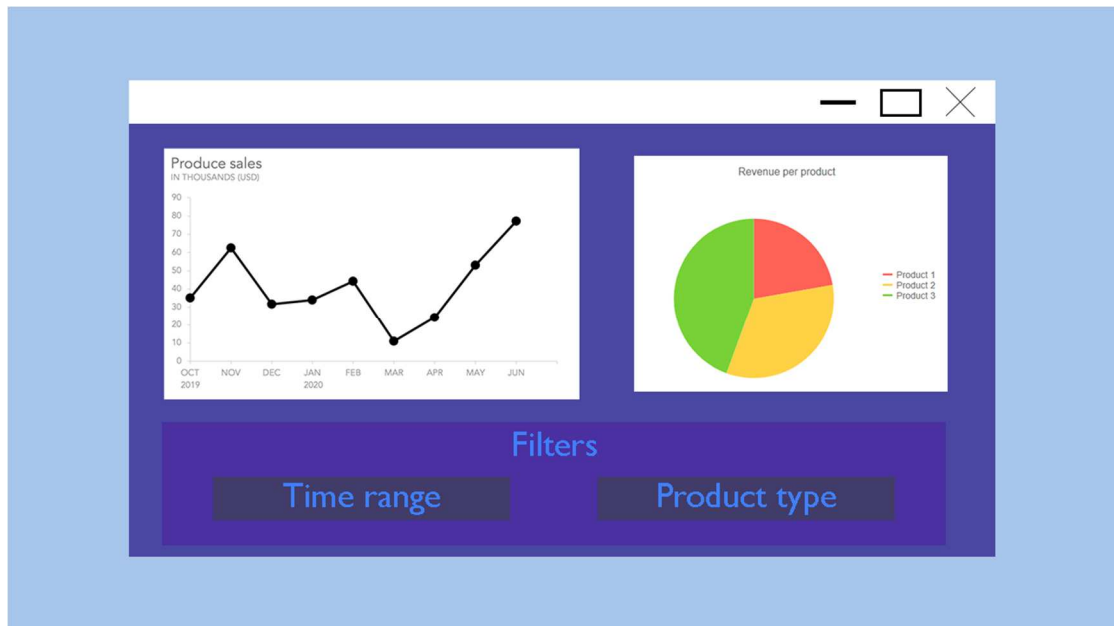 Produce sales
IN THOUSANDS (USD)
90
80
70
60
50
40
30
20
10
0
OCT NOV DEC JAN FEB MAR APR MAY JUN
2019 2020
Revenue per product
Product 1
Product 2
Product 3
Filters
Time range Product type